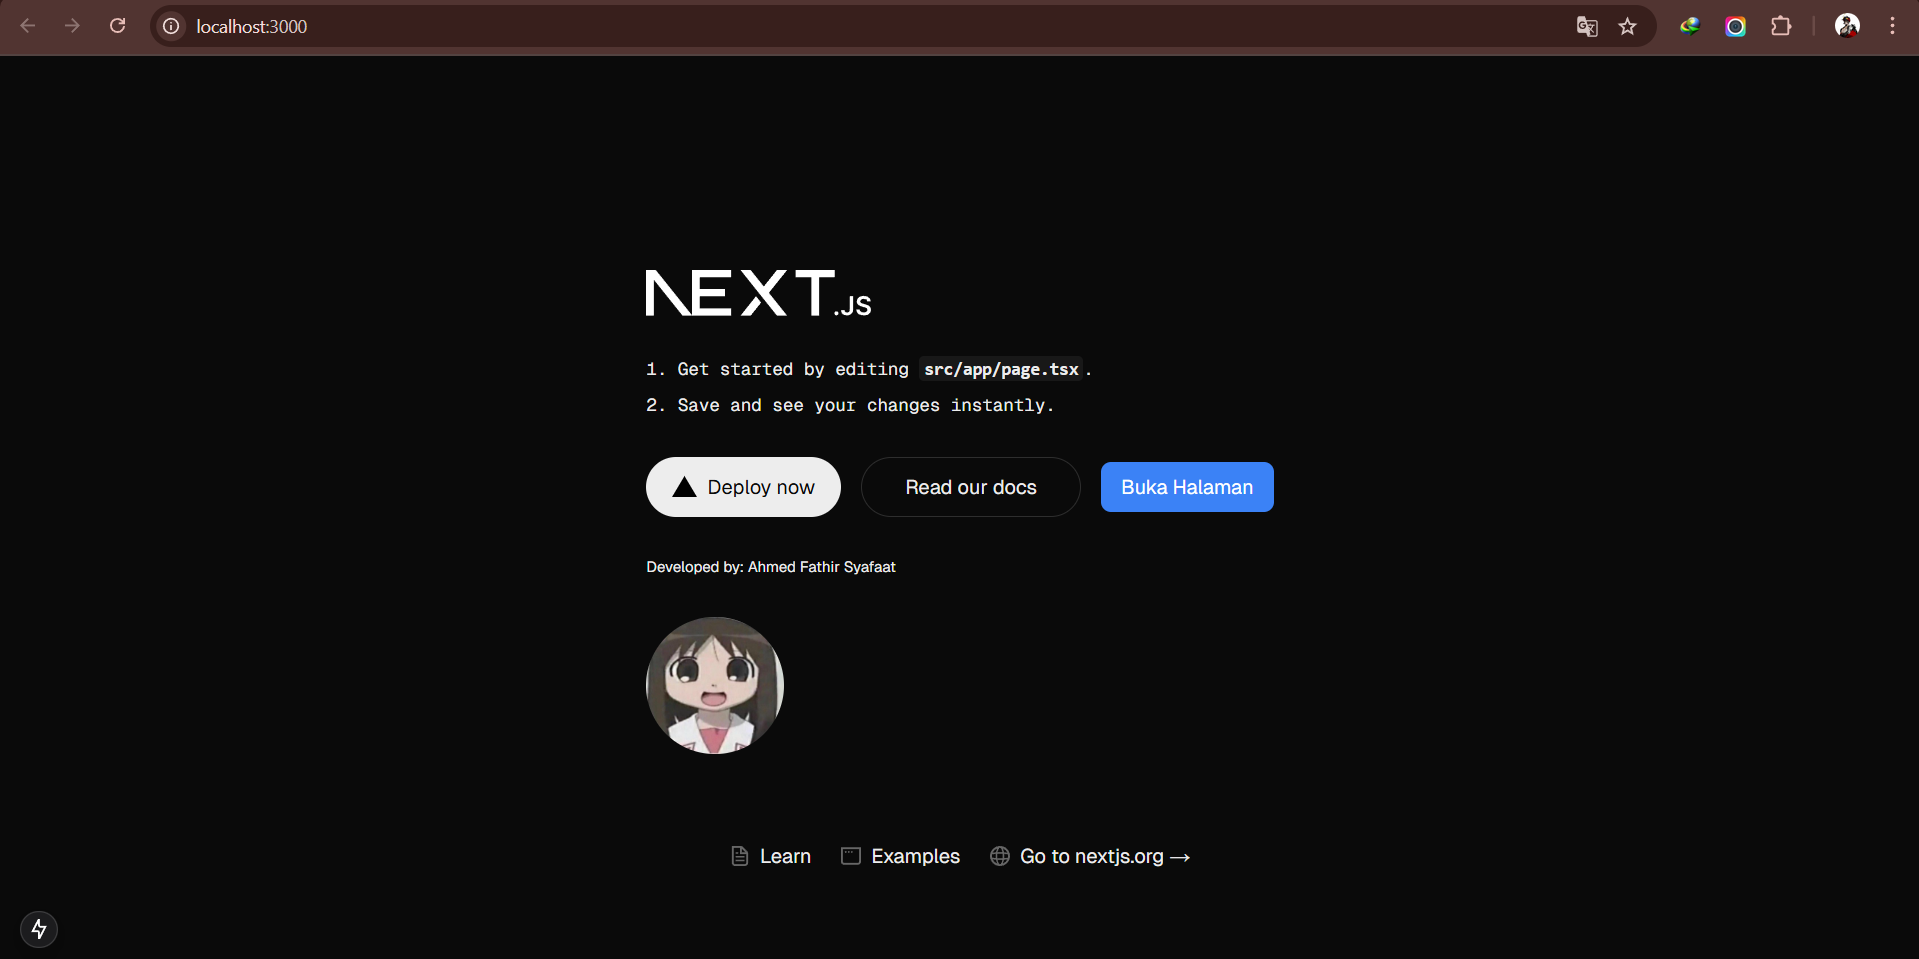 localhost:3000
NEXT.JS
1. Get started by editing src/app/page.tsx.
2. Save and see your changes instantly.
Deploy now
Read our docs
Buka Halaman
Developed by: Ahmed Fathir Syafaat
Learn
Examples
Go to nextjs.org →